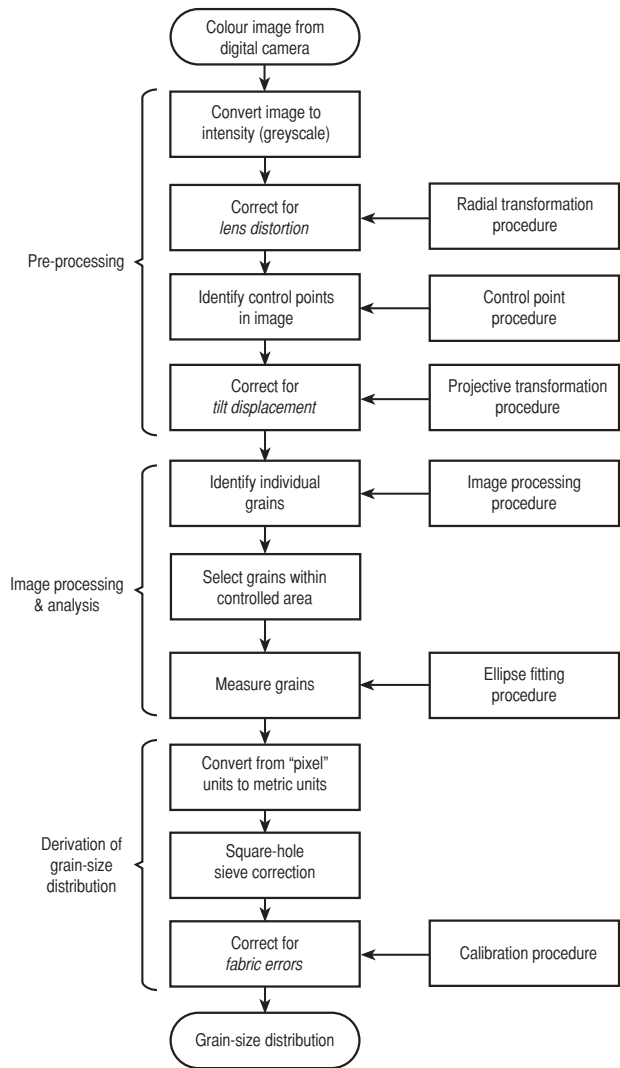 Colour image from
digital camera
Convert image to
intensity (greyscale)
Correct for
lens distortion
Radial transformation
procedure
Pre-processing
Identify control points
in image
Control point
procedure
Correct for
tilt displacement
Projective transformation
procedure
Identify individual
grains
Image processing
procedure
Image processing
& analysis
Select grains within
controlled area
Measure grains
Ellipse fitting
procedure
Convert from “pixel”
units to metric units
Derivation of
grain-size
distribution
Square-hole
sieve correction
Correct for
fabric errors
Calibration procedure
Grain-size distribution